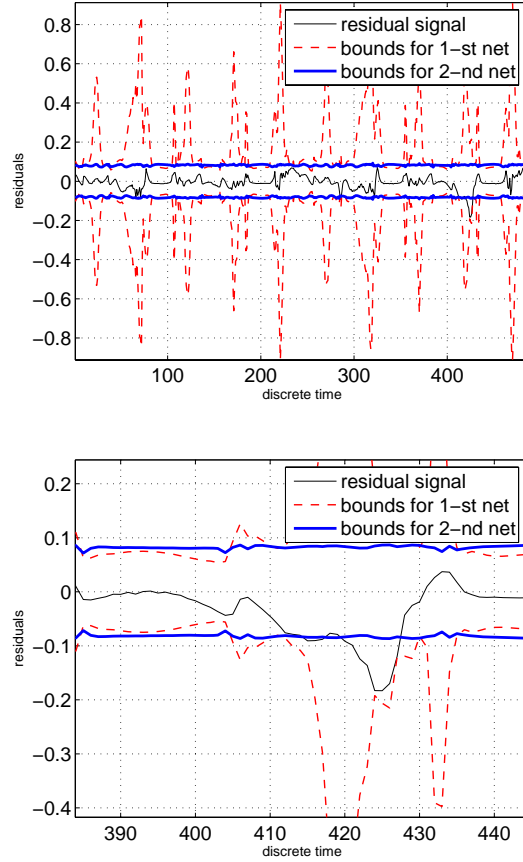 residual signal
bounds for 1−st net
bounds for 2−nd net
0.8
0.6
0.4
0.2
0
−0.2
−0.4
−0.6
−0.8
residuals
100
200
300
400
discrete time
residual signal
bounds for 1−st net
bounds for 2−nd net
0.2
0.1
0
−0.1
−0.2
−0.3
−0.4
residuals
390
400
410
420
430
440
discrete time